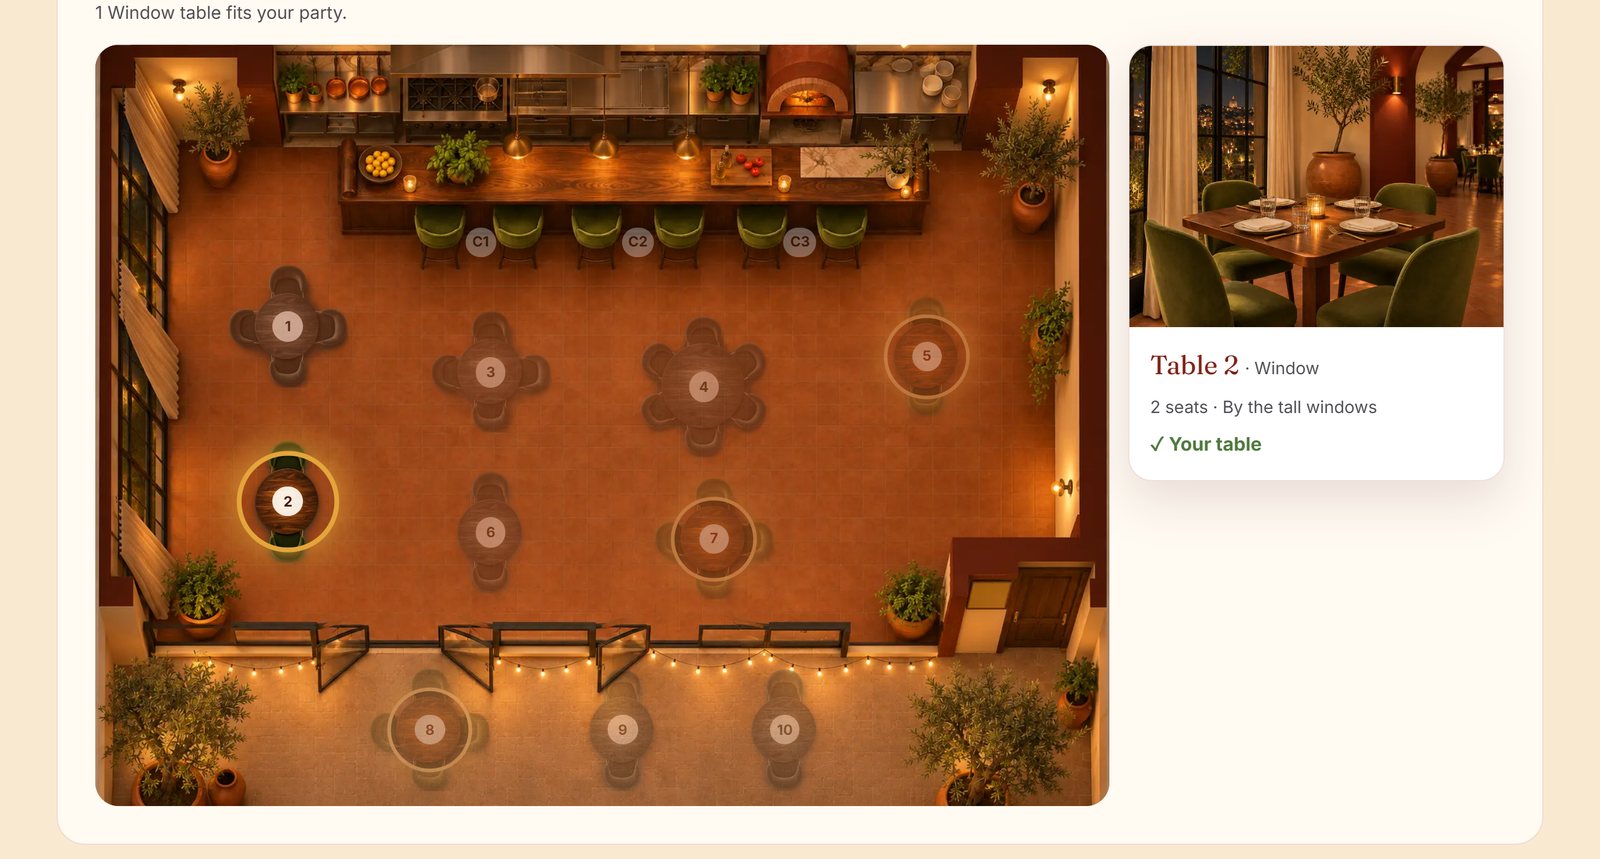 1 Window table fits your party.
C1
C2
C3
1
3
4
5
2
6
7
8
9
10
Table 2 · Window
2 seats · By the tall windows
✓ Your table